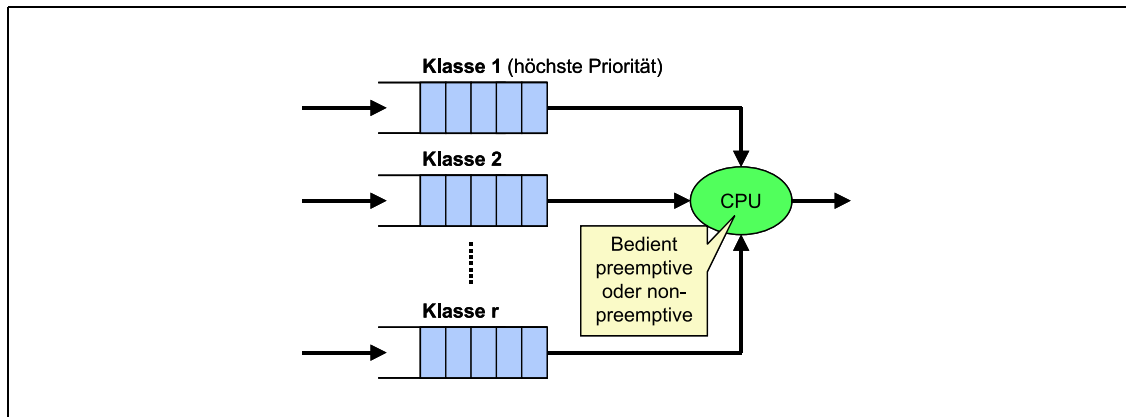 Klasse 1 (höchste Priorität)
Klasse 2
CPU
Bedient
preemptive
oder non-
preemptive
Klasse r